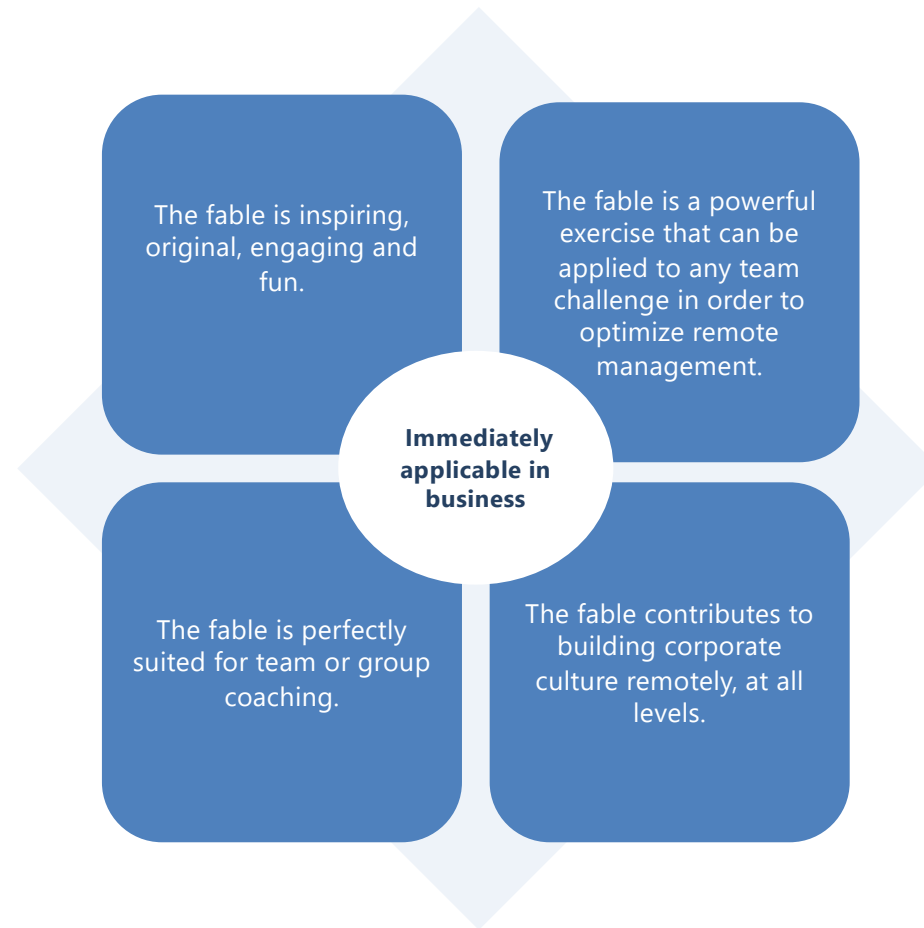 The fable is inspiring,
original, engaging and
fun.
The fable is a powerful
exercise that can be
applied to any team
challenge in order to
optimize remote
management.
Immediately
applicable in
business
The fable is perfectly
suited for team or group
coaching.
The fable contributes to
building corporate
culture remotely, at all
levels.